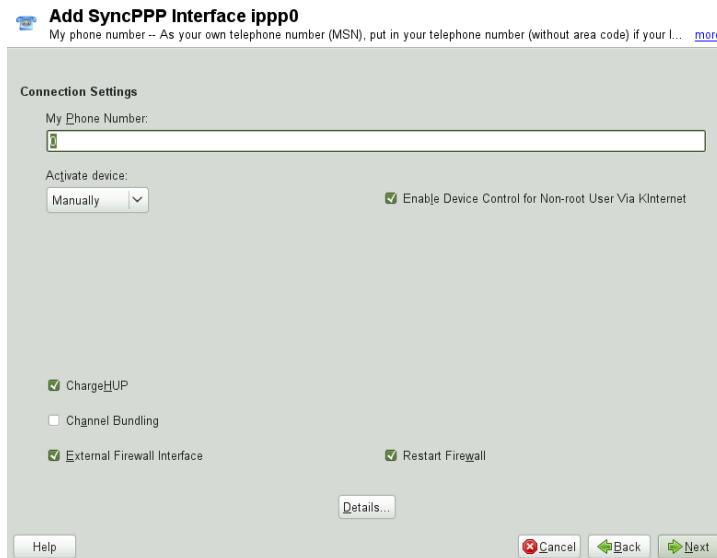 Add SyncPPP Interface ippp0
My phone number -- As your own telephone number (MSN), put in your telephone number (without area code) if your l... more
Connection Settings
My Phone Number:
0
Activate device:
Manually
Enable Device Control for Non-root User Via KInternet
ChargeHUP
Channel Bundling
External Firewall Interface
Restart Firewall
Details...
Help
Cancel
Back
Next